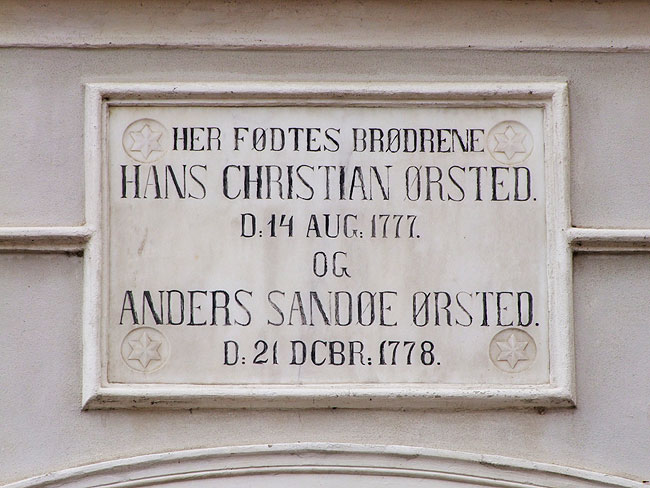 HER FØDTES BRØDRENE
HANS CHRISTIAN ØRSTED.
D: 14 AUG: 1777.
OG
ANDERS SANDØE ØRSTED.
D: 21 DCBR: 1778.